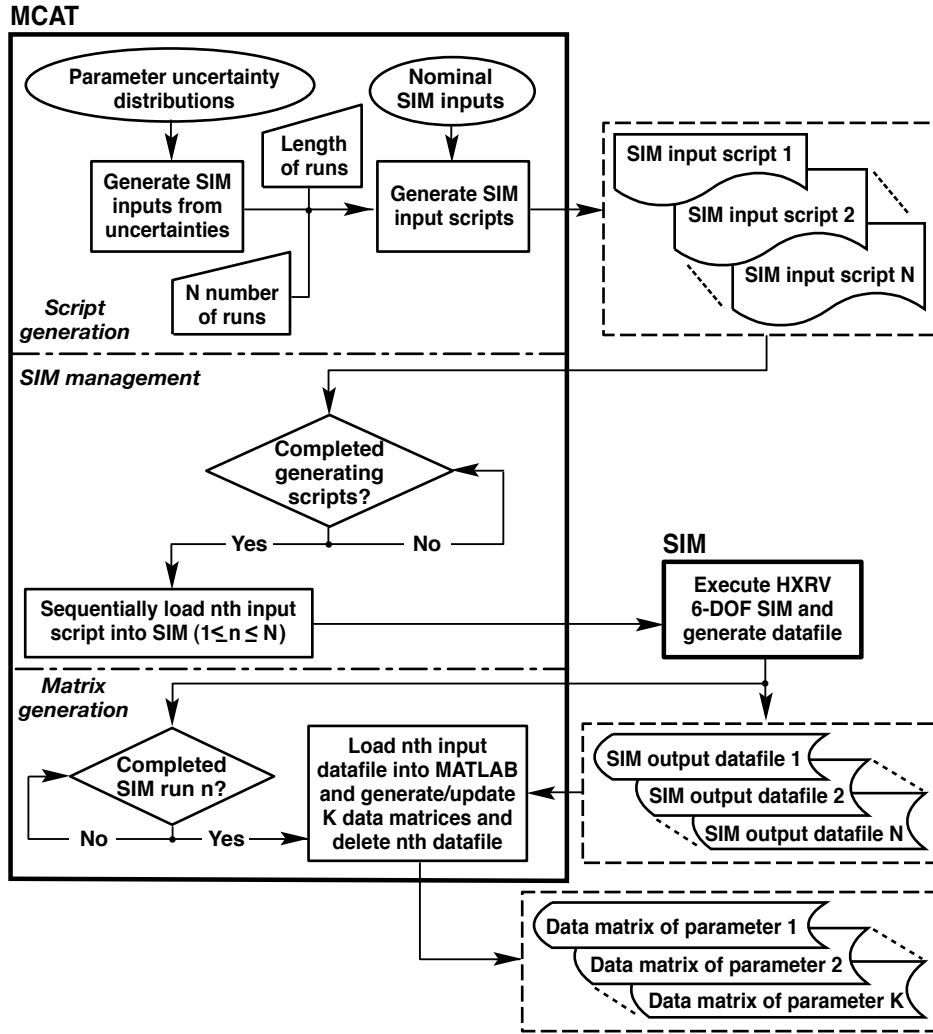 MCAT
Parameter uncertainty
distributions
Nominal
SIM inputs
Length
of runs
Generate SIM
inputs from
uncertainties
Generate SIM
input scripts
N number
of runs
Script
generation
SIM input script 1
SIM input script 2
SIM input script N
SIM management
Completed
generating
scripts?
Yes
No
Sequentially load nth input
script into SIM (1≤n ≤ N)
SIM
Execute HXRV
6-DOF SIM and
generate datafile
Matrix
generation
Completed
SIM run n?
No
Yes
Load nth input
datafile into MATLAB
and generate/update
K data matrices and
delete nth datafile
SIM output datafile 1
SIM output datafile 2
SIM output datafile N
Data matrix of parameter 1
Data matrix of parameter 2
Data matrix of parameter K